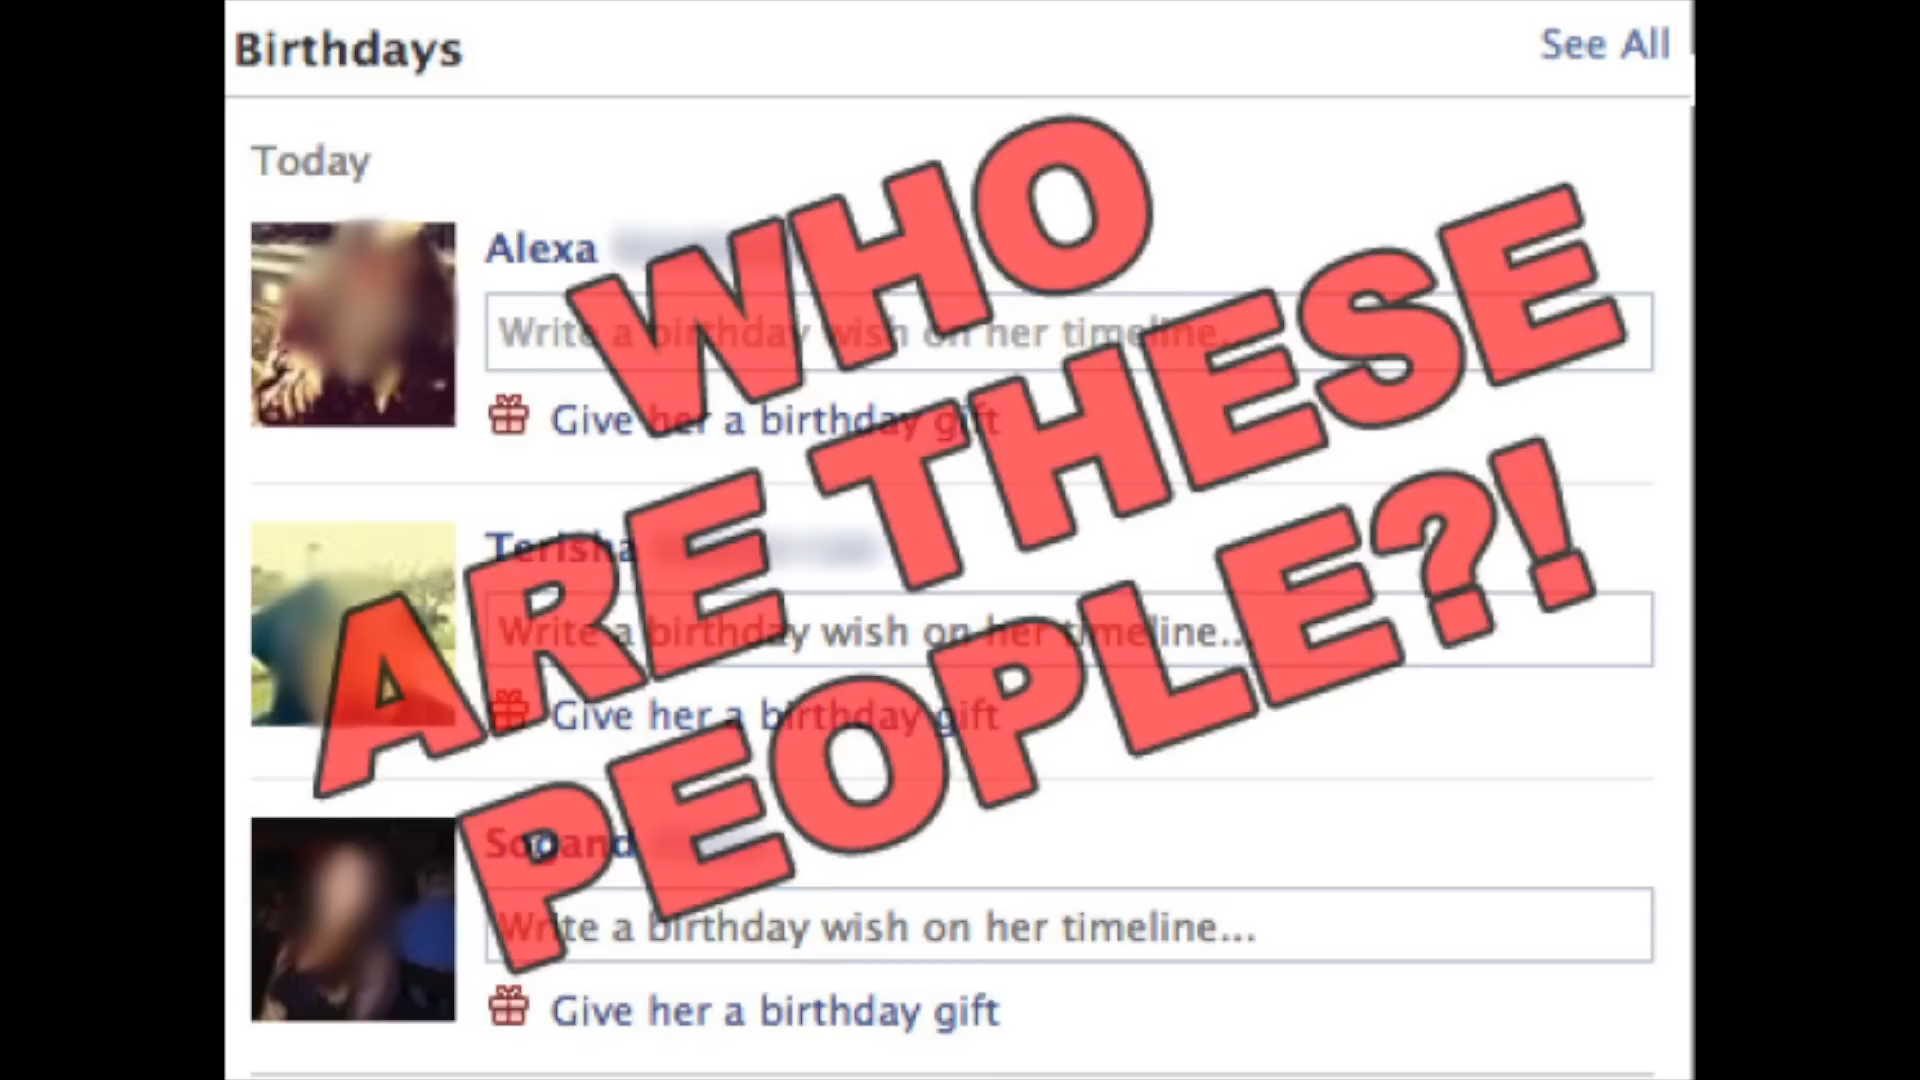 Birthdays
See All
Today
Alexa
Write a birthday wish on her timeline...
Give her a birthday gift
Terisha
Write a birthday wish on her timeline...
Give her a birthday gift
Sogand
Write a birthday wish on her timeline...
Give her a birthday gift
WHO
ARE THESE
PEOPLE?!